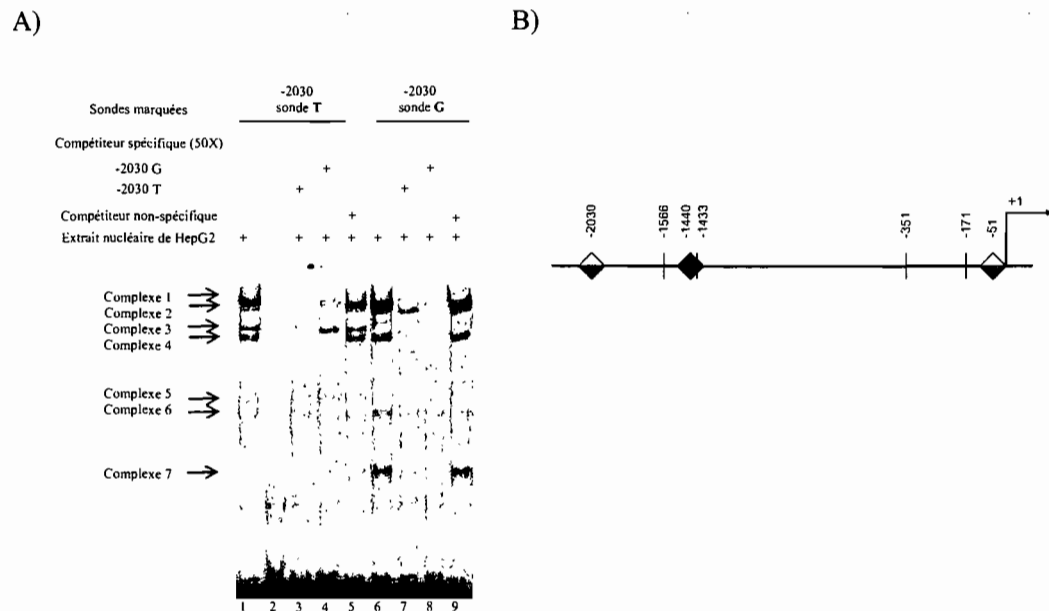 A)
B)
-2030
sonde T
-2030
sonde G
Sondes marquées
Compétiteur spécifique (50X)
-2030 G + +
-2030 T + +
Compétiteur non-spécifique + +
Extrait nucléaire de HepG2 + + + + + + + +
Complexe 1
Complexe 2
Complexe 3
Complexe 4
Complexe 5
Complexe 6
Complexe 7
1 2 3 4 5 6 7 8 9
-2030
-1566
-1440
-1433
-351
-171
-51
+1